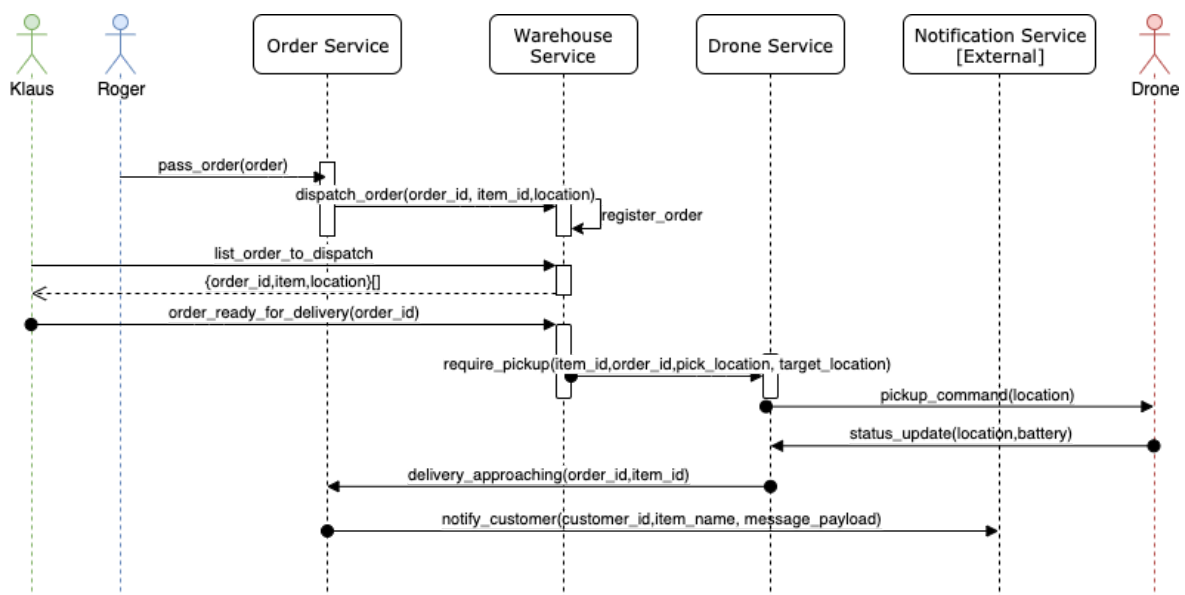 Order Service
Warehouse
Service
Drone Service
Notification Service
[External]
Klaus
Roger
Drone
pass_order(order)
dispatch_order(order_id, item_id,location)
register_order
list_order_to_dispatch
{order_id,item,location}[]
order_ready_for_delivery(order_id)
require_pickup(item_id,order_id,pick_location, target_location)
pickup_command(location)
status_update(location,battery)
delivery_approaching(order_id,item_id)
notify_customer(customer_id,item_name, message_payload)